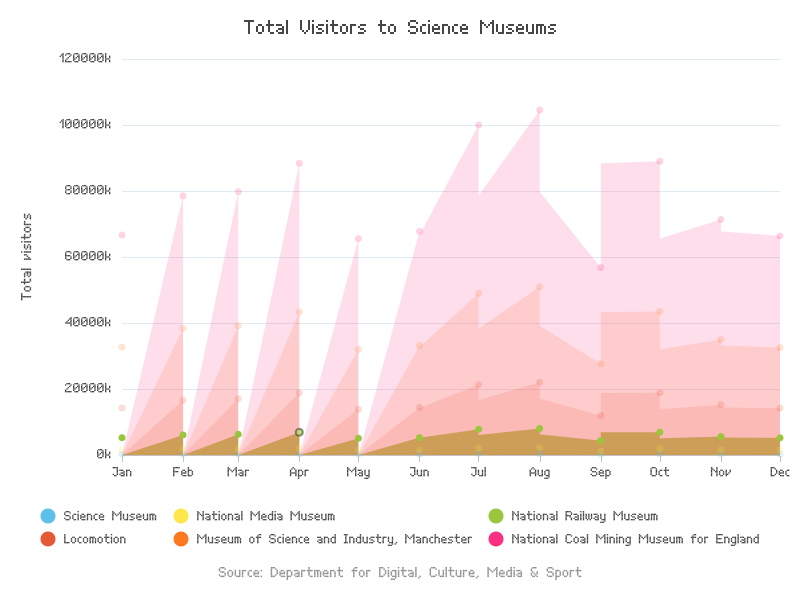 Total Visitors to Science Museums
120000k
100000k
80000k
60000k
40000k
20000k
0k
Total visitors
Jan Feb Mar Apr May Jun Jul Aug Sep Oct Nov Dec
Science Museum National Media Museum National Railway Museum
Locomotion Museum of Science and Industry, Manchester National Coal Mining Museum for England
Source: Department for Digital, Culture, Media & Sport